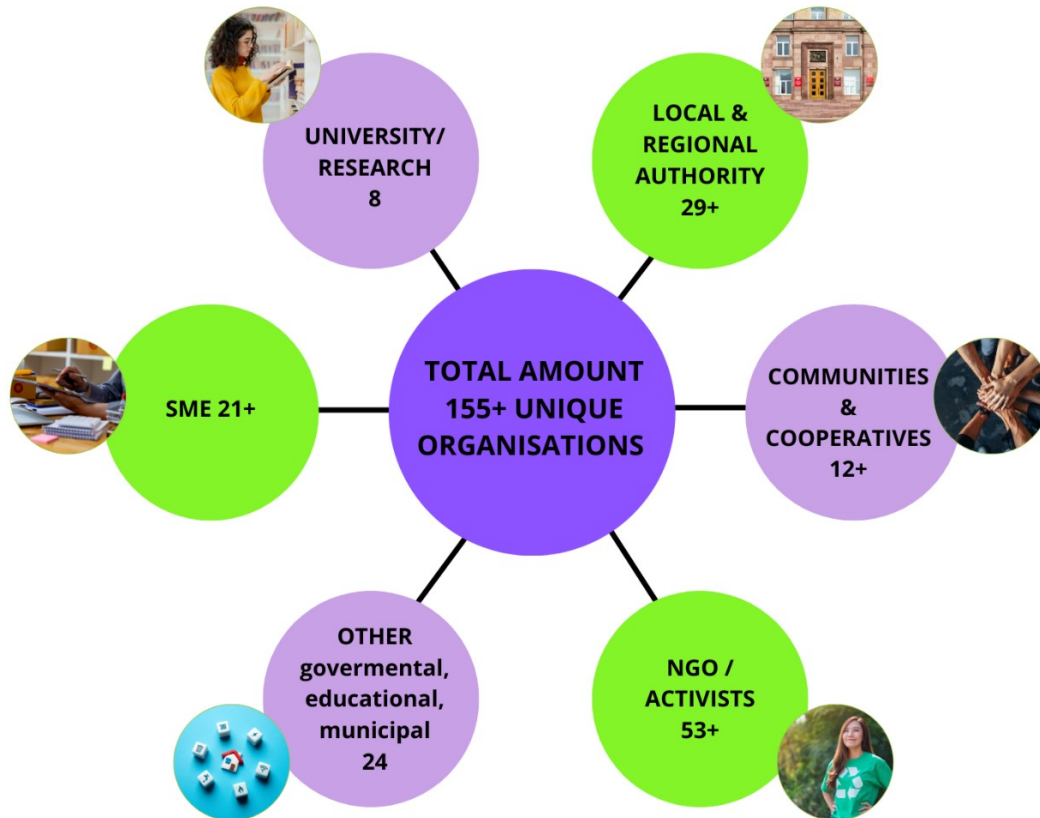 UNIVERSITY/
RESEARCH
8
LOCAL &
REGIONAL
AUTHORITY
29+
SME 21+
TOTAL AMOUNT
155+ UNIQUE
ORGANISATIONS
COMMUNITIES
&
COOPERATIVES
12+
OTHER
govermental,
educational,
municipal
24
NGO /
ACTIVISTS
53+